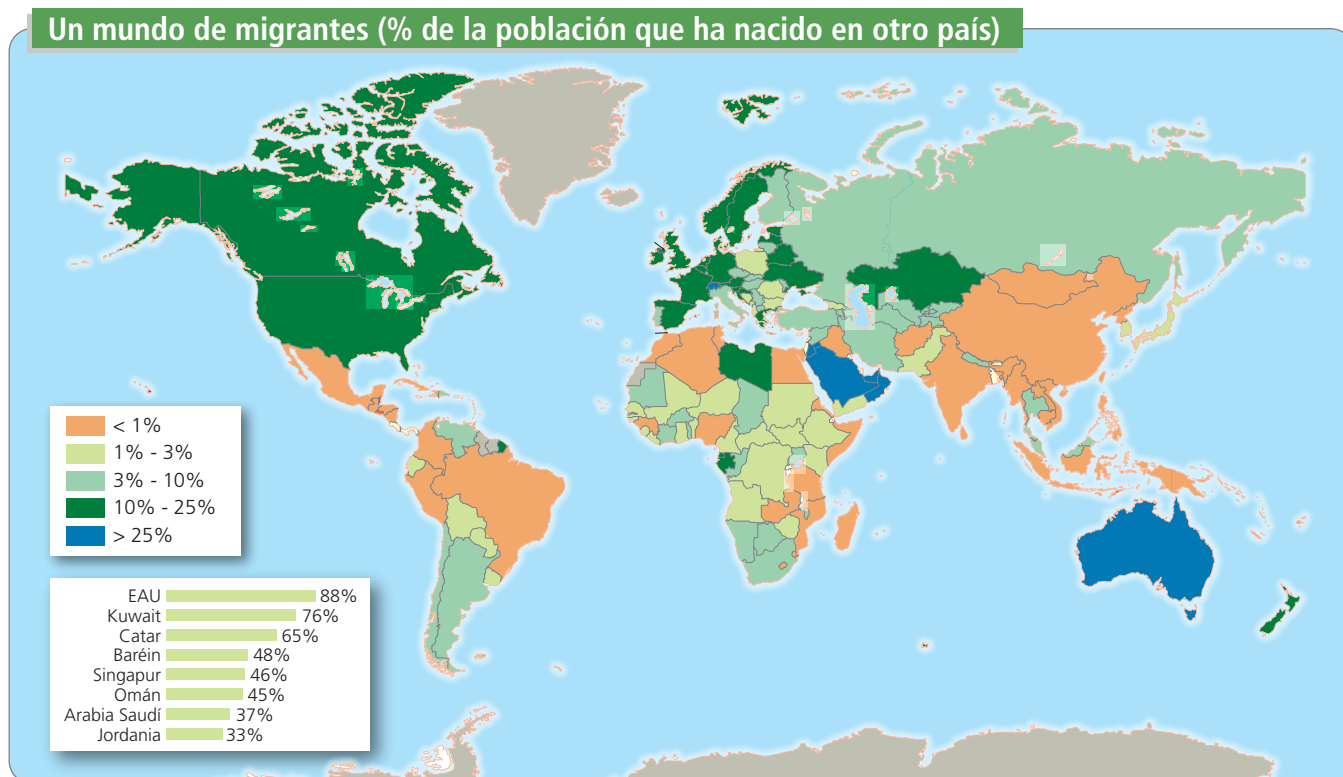 Un mundo de migrantes (% de la población que ha nacido en otro país)
< 1%
1% - 3%
3% - 10%
10% - 25%
> 25%
EAU 88%
Kuwait 76%
Catar 65%
Baréin 48%
Singapur 46%
Omán 45%
Arabia Saudí 37%
Jordania 33%